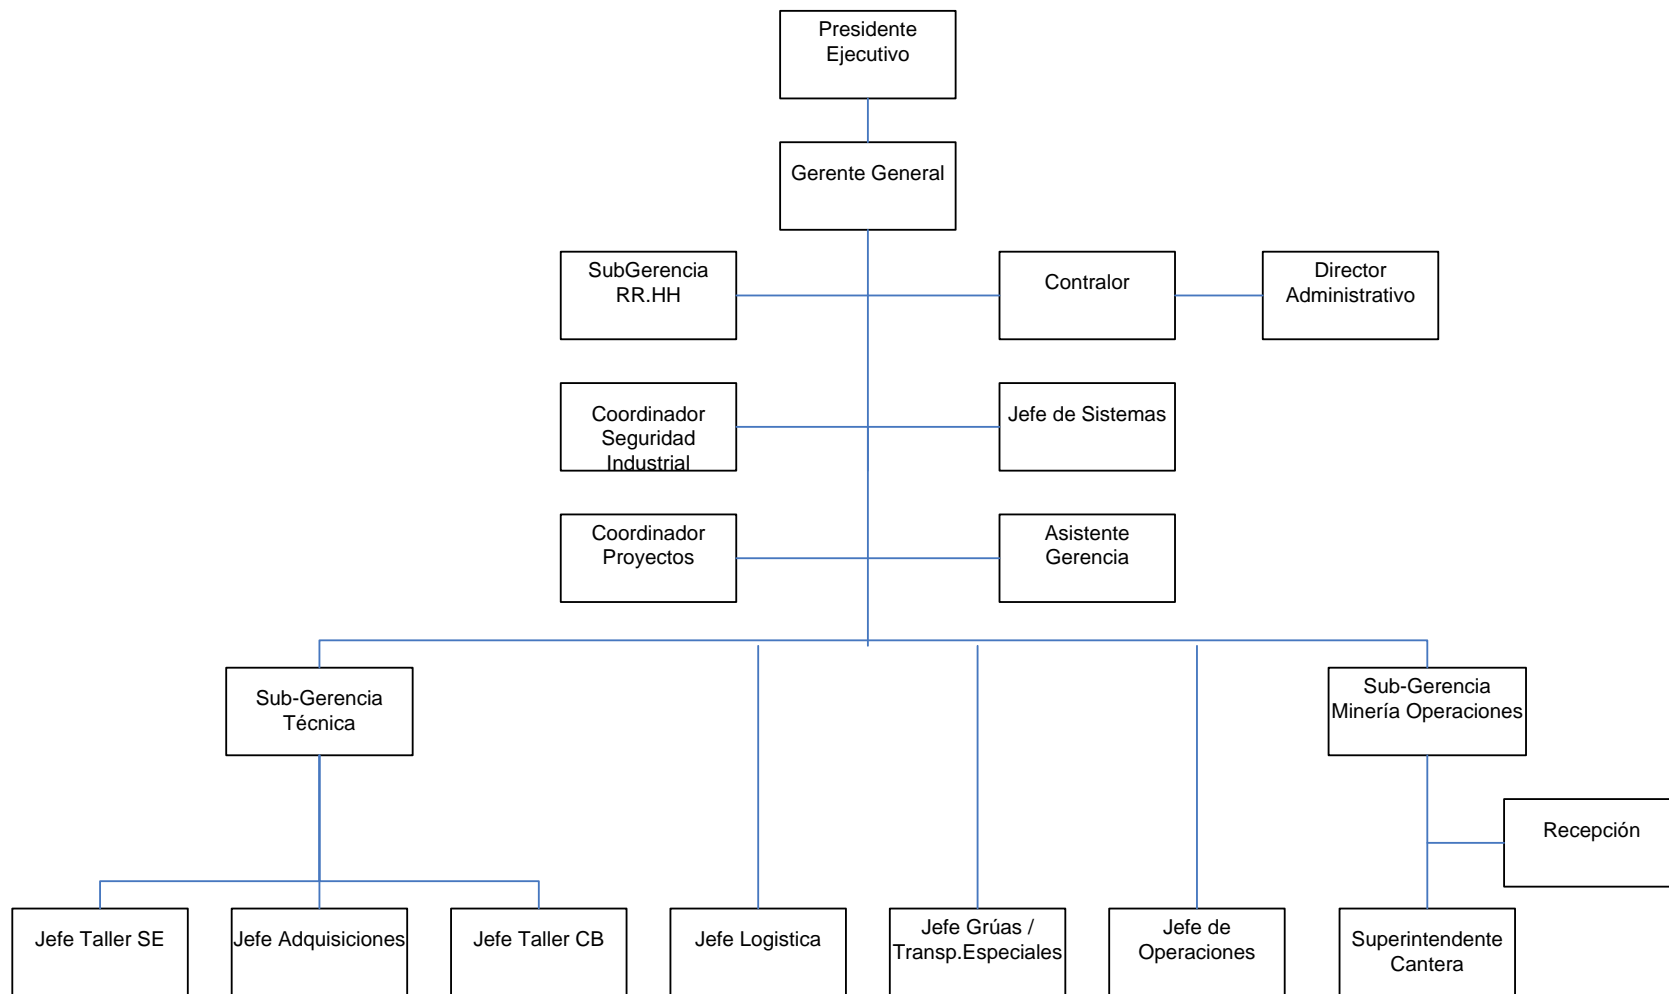 Presidente
Ejecutivo
Gerente General
SubGerencia
RR.HH
Contralor
Director
Administrativo
Coordinador
Seguridad
Industrial
Jefe de Sistemas
Coordinador
Proyectos
Asistente
Gerencia
Sub-Gerencia
Técnica
Sub-Gerencia
Minería Operaciones
Recepción
Jefe Taller SE
Jefe Adquisiciones
Jefe Taller CB
Jefe Logistica
Jefe Grúas /
Transp.Especiales
Jefe de
Operaciones
Superintendente
Cantera